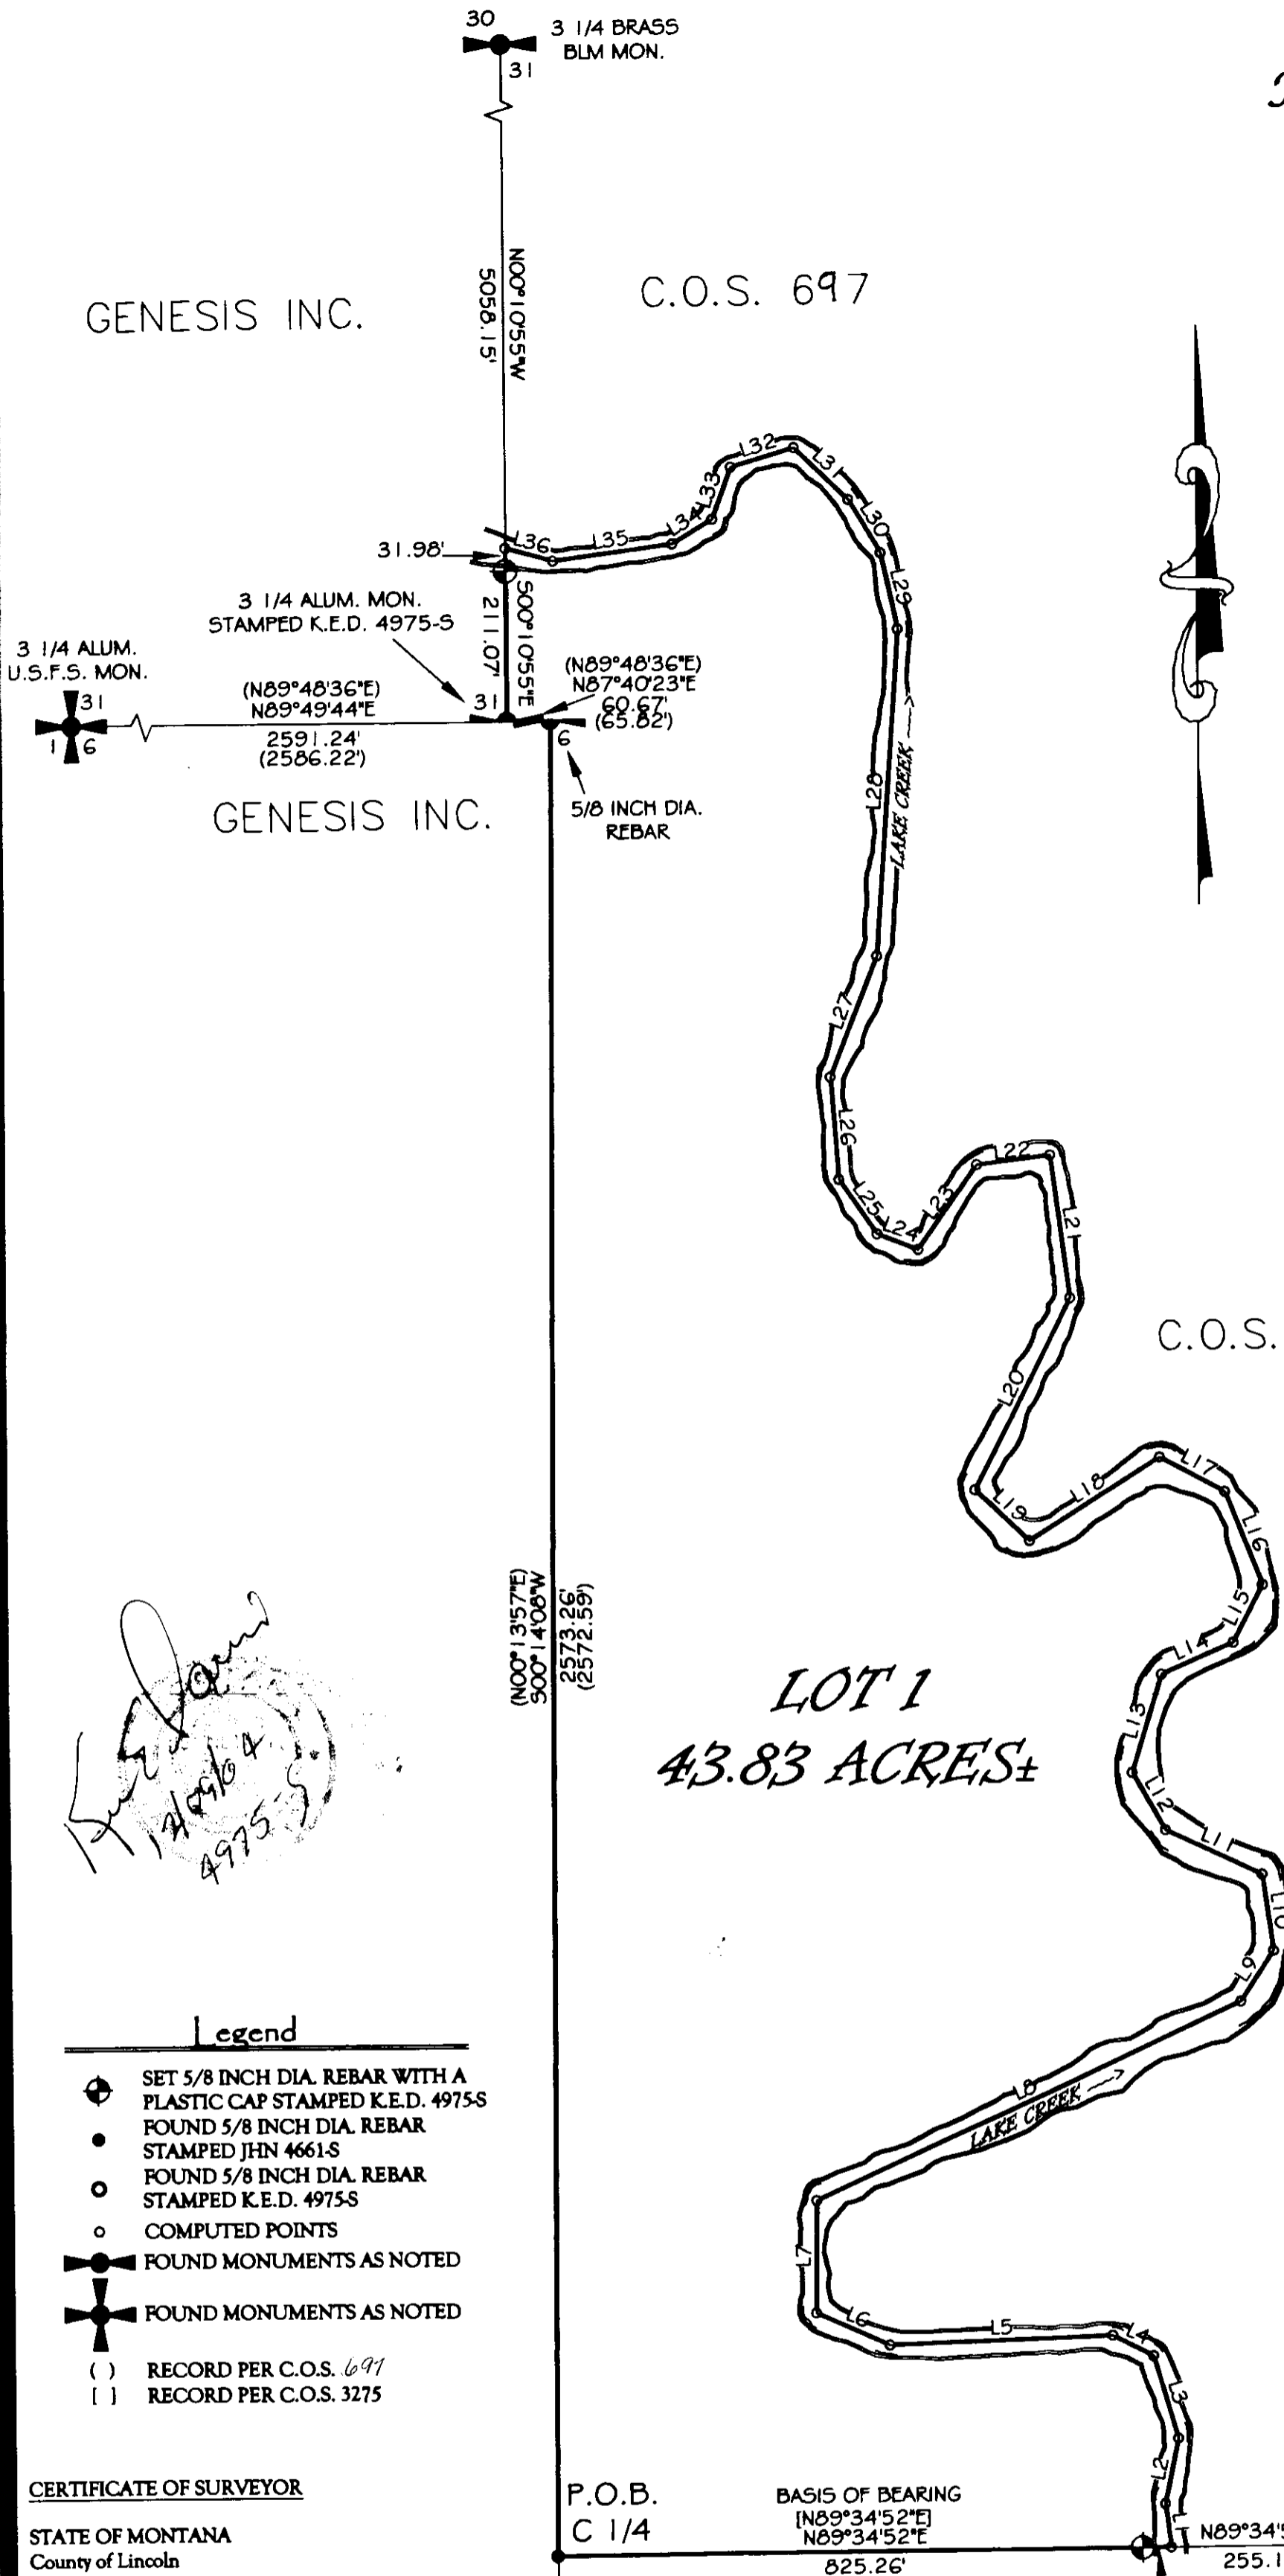 30
3 1/4 BRASS
BLM MON.
31
N00°10'55"W
5058.15'
GENESIS INC.
C.O.S. 697
L32
L31
L33
L30
L34
L36
L35
L29
31.98'
3 1/4 ALUM. MON.
STAMPED K.E.D. 4975-S
S00°10'55"E
211.07'
3 1/4 ALUM.
U.S.F.S. MON.
(N89°48'36"E)
N87°40'23"E
60.67'
(65.82')
31
1
6
(N89°48'36"E)
N89°49'44"E
2591.24'
(2586.22')
31
6
5/8 INCH DIA.
REBAR
GENESIS INC.
L28
LAKE CREEK
L27
L26
L22
L25
L24
L23
L21
C.O.S.
L20
L19
L18
L17
L16
L15
L14
L13
(N00°13'57"E)
S00°14'08"W
2573.26'
(2572.59')
LOT 1
43.83 ACRES±
L12
L11
L10
L9
4975-S
Legend
SET 5/8 INCH DIA. REBAR WITH A
PLASTIC CAP STAMPED K.E.D. 4975-S
FOUND 5/8 INCH DIA. REBAR
STAMPED JHN 4661-S
FOUND 5/8 INCH DIA. REBAR
STAMPED K.E.D. 4975-S
COMPUTED POINTS
FOUND MONUMENTS AS NOTED
FOUND MONUMENTS AS NOTED
( ) RECORD PER C.O.S. 697
[ ] RECORD PER C.O.S. 3275
L8
LAKE CREEK
L7
L6
L5
L4
L3
L2
L1
CERTIFICATE OF SURVEYOR
STATE OF MONTANA
County of Lincoln
P.O.B.
C 1/4
BASIS OF BEARING
[N89°34'52"E]
N89°34'52"E
825.26'
N89°34'5
255.1